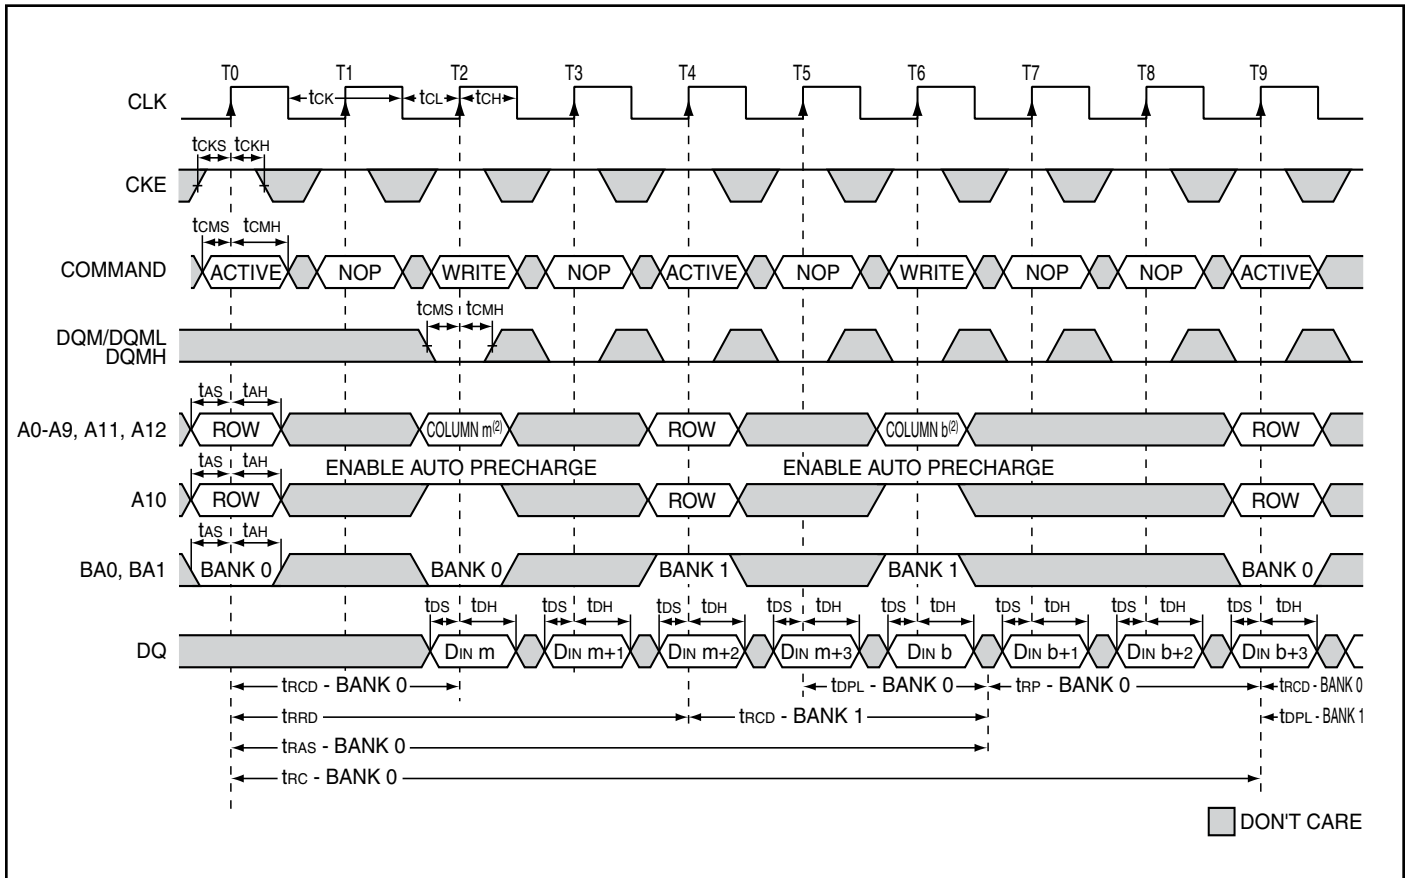 T0 T1 T2 T3 T4 T5 T6 T7 T8 T9
CLK tCK tCL tCH
tCKS tCKH
CKE
tCMS tCMH
COMMAND ACTIVE NOP WRITE NOP ACTIVE NOP WRITE NOP NOP ACTIVE
tCMS tCMH
DQM/DQML
DQMH
tAS tAH
A0-A9, A11, A12 ROW COLUMN m(2) ROW COLUMN b(2) ROW
tAS tAH ENABLE AUTO PRECHARGE ENABLE AUTO PRECHARGE
A10 ROW ROW ROW
tAS tAH
BA0, BA1 BANK 0 BANK 0 BANK 1 BANK 1 BANK 0
tDS tDH tDS tDH tDS tDH tDS tDH tDS tDH tDS tDH tDS tDH tDS tDH
DQ DIN m DIN m+1 DIN m+2 DIN m+3 DIN b DIN b+1 DIN b+2 DIN b+3
tRCD - BANK 0 tDPL - BANK 0 tRP - BANK 0 tRCD - BANK 0
tRRD tRCD - BANK 1 tDPL - BANK 1
tRAS - BANK 0
tRC - BANK 0
DON'T CARE